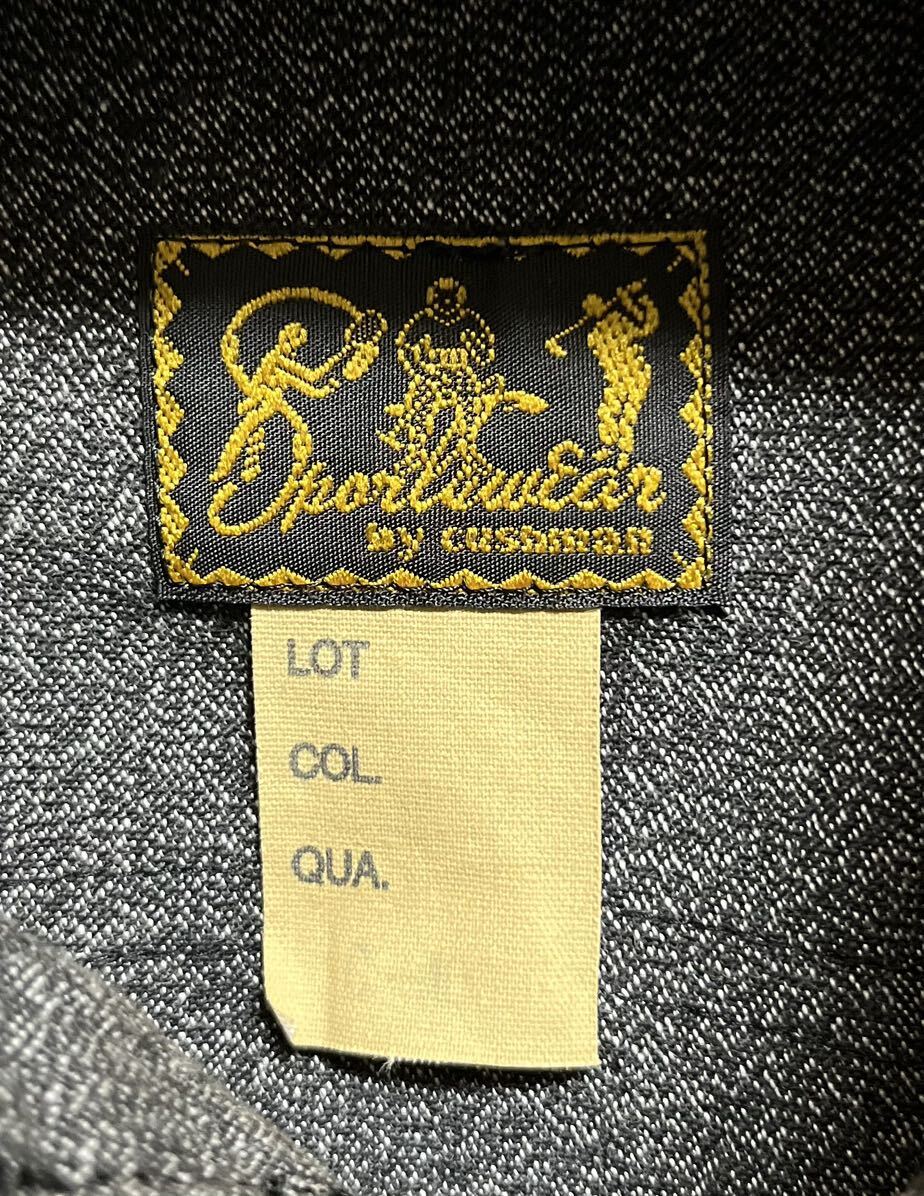 Sportswear
by cushman
LOT
COL.
QUA.